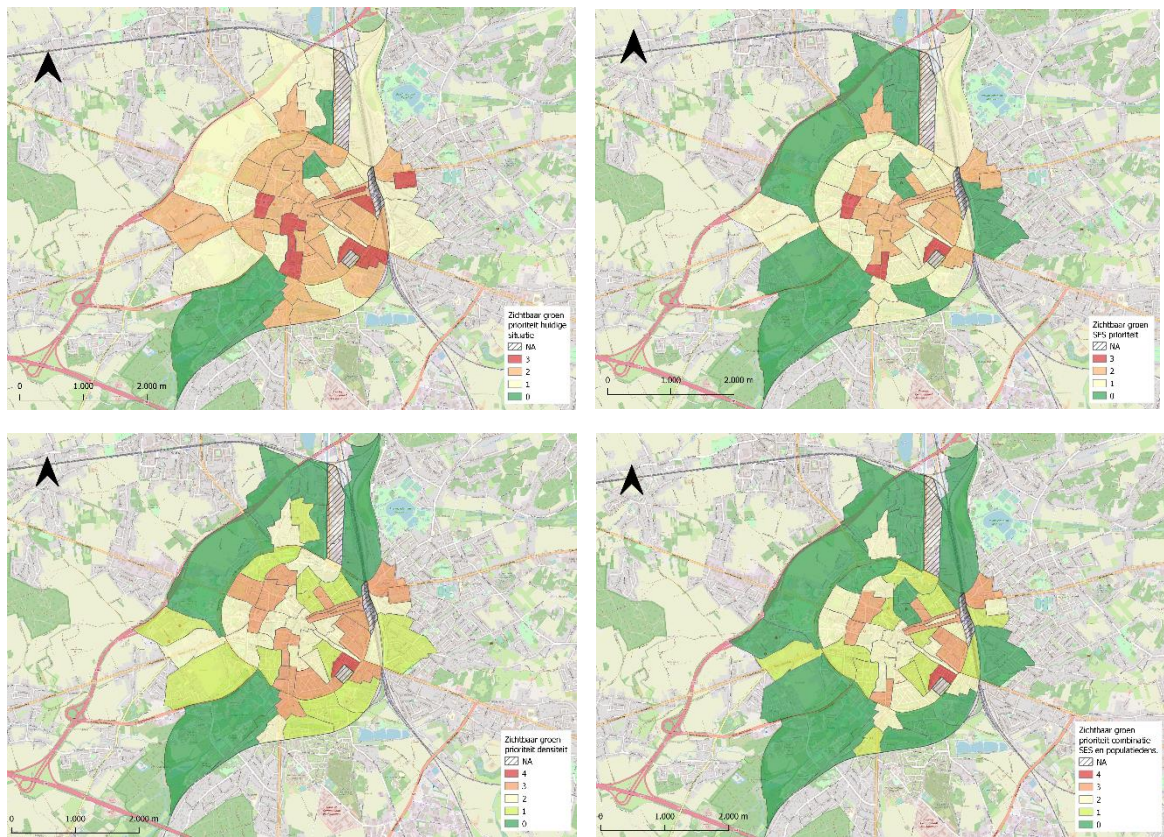 Zichtbaar groen
prioriteit huidige
situatie
NA
3
2
1
0
0 1.000 2.000 m
Zichtbaar groen
SES prioriteit
NA
3
2
1
0
0 1.000 2.000 m
Zichtbaar groen
prioriteit densiteit
NA
4
3
2
1
0
0 1.000 2.000 m
Zichtbaar groen
prioriteit combinatie
SES en populatiedens.
NA
4
3
2
1
0
0 1.000 2.000 m